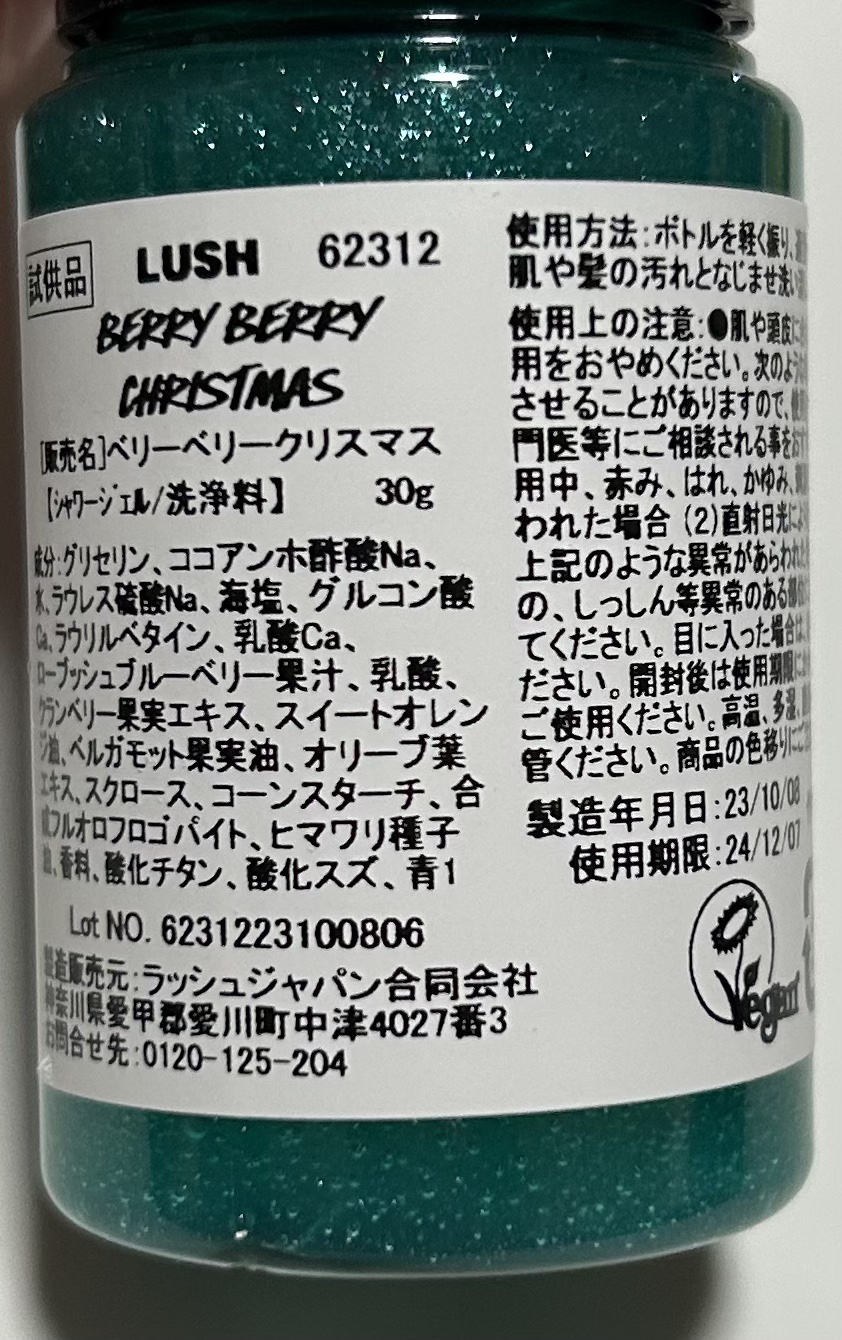 試供品 LUSH 62312
BERRY BERRY
CHRISTMAS
[販売名]ベリーベリークリスマス
【シャワージェル/洗浄料】 30g
成分:グリセリン、ココアンホ酢酸Na、
水、ラウレス硫酸Na、海塩、グルコン酸
Ca、ラウリルベタイン、乳酸Ca、
ローブッシュブルーベリー果汁、乳酸、
クランベリー果実エキス、スイートオレン
ジ油、ベルガモット果実油、オリーブ葉
エキス、スクロース、コーンスターチ、合
成フルオロフロゴパイト、ヒマワリ種子
油、香料、酸化チタン、酸化スズ、青1
Lot NO. 6231223100806
製造販売元:ラッシュジャパン合同会社
神奈川県愛甲郡愛川町中津4027番3
お問合せ先:0120-125-204
使用方法:ボトルを軽く振り、
肌や髪の汚れとなじませ洗い
使用上の注意:●肌や頭皮に
用をおやめください。次のような
させることがありますので、使用
門医等にご相談される事をおす
用中、赤み、はれ、かゆみ、
われた場合 (2)直射日光によ
上記のような異常があらわれた
の、しっしん等異常のある部位
てください。目に入った場合は、
ださい。開封後は使用期限に
ご使用ください。高温、多湿、
管ください。商品の色移りにご
製造年月日:23/10/08
使用期限:24/12/07
Vegan